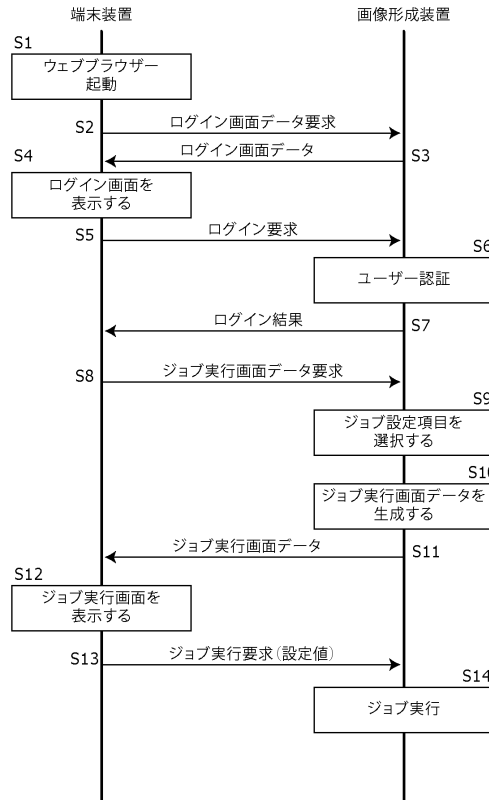 端末装置
画像形成装置
S1
ウェブブラウザー
起動
S2
ログイン画面データ要求
ログイン画面データ
S3
S4
ログイン画面を
表示する
S5
ログイン要求
S6
ユーザー認証
ログイン結果
S7
S8
ジョブ実行画面データ要求
S9
ジョブ設定項目を
選択する
S10
ジョブ実行画面データを
生成する
ジョブ実行画面データ
S11
S12
ジョブ実行画面を
表示する
S13
ジョブ実行要求（設定値）
S14
ジョブ実行